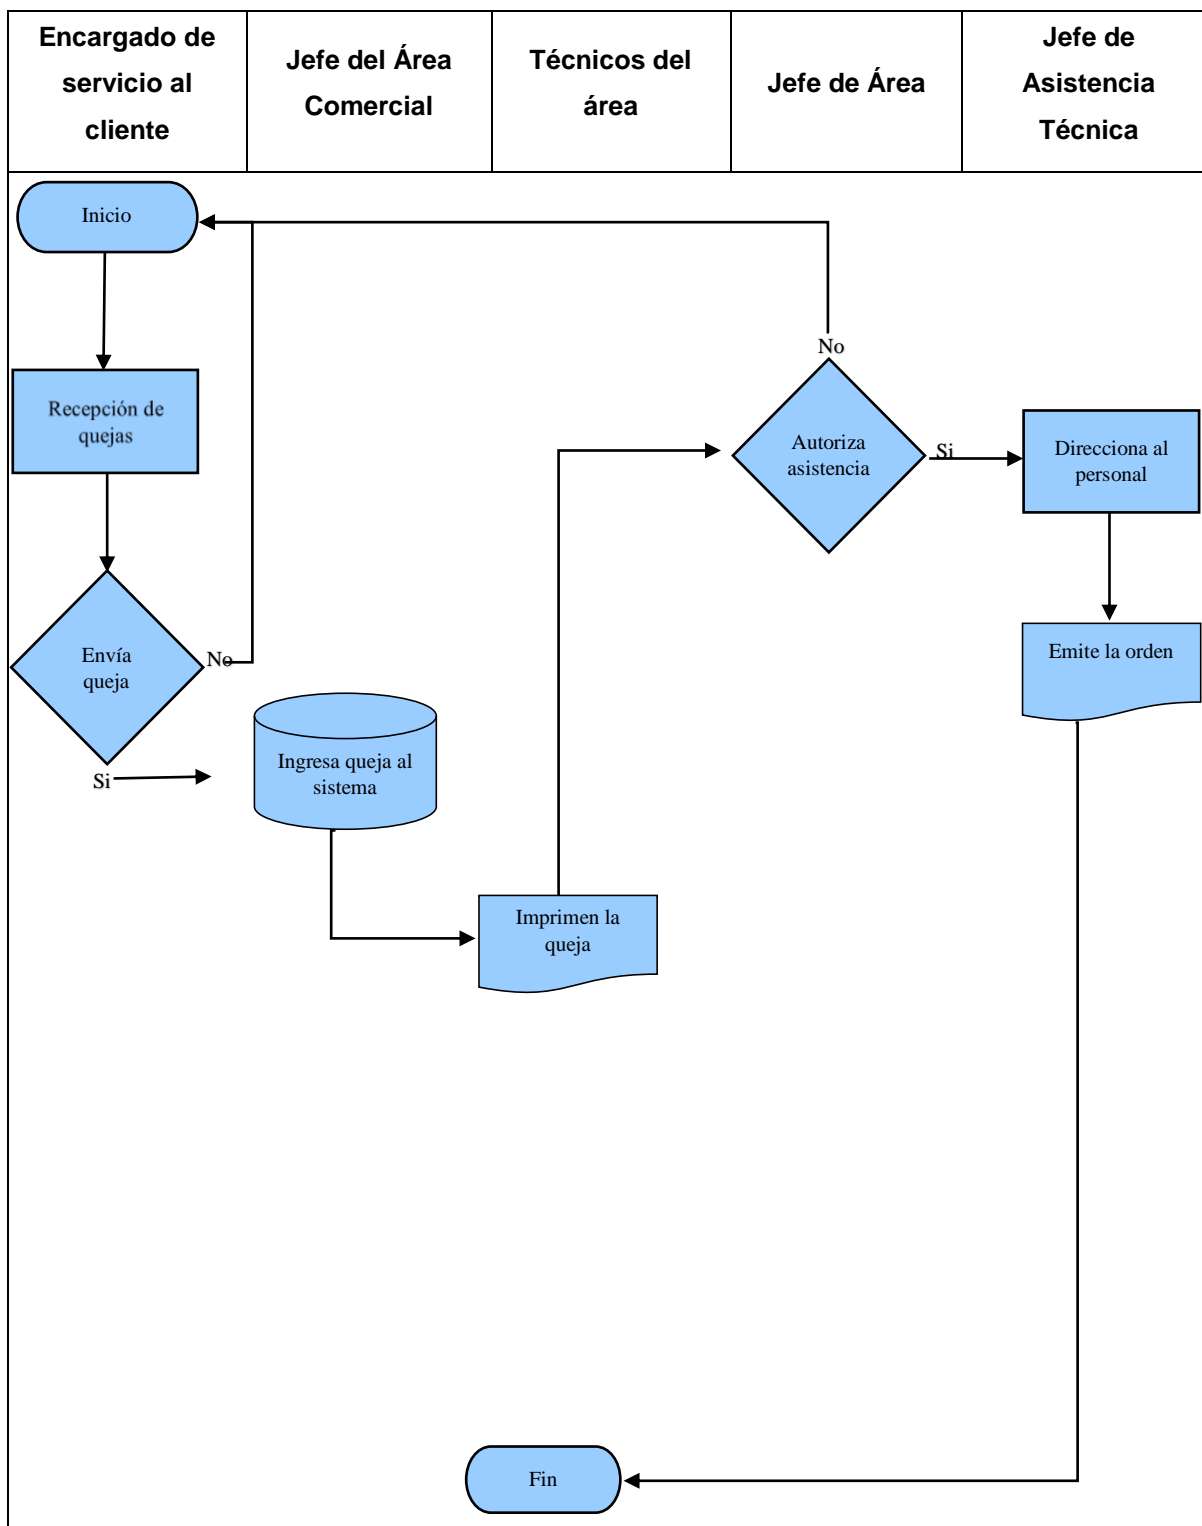 Encargado de
servicio al
cliente
Jefe del Área
Comercial
Técnicos del
área
Jefe de Área
Jefe de
Asistencia
Técnica
Inicio
No
Recepción de
quejas
Autoriza
asistencia
Si
Direcciona al
personal
Envía
queja
No
Emite la orden
Si
Ingresa queja al
sistema
Imprimen la
queja
Fin